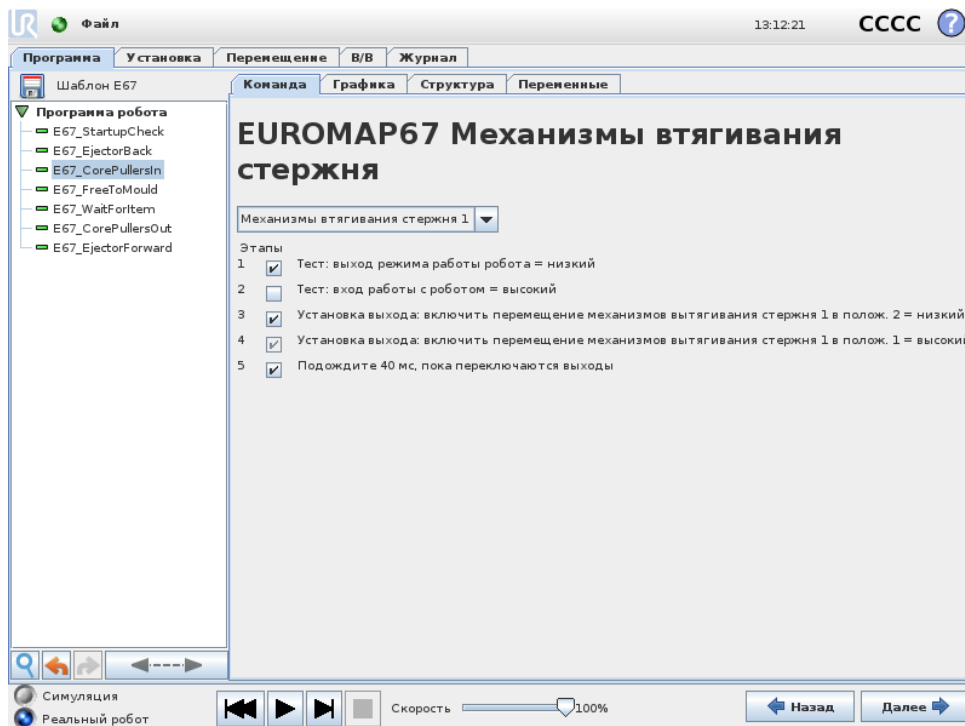 UR Файл 13:12:21 CCCC ?
Программа Установка Перемещение В/В Журнал
Шаблон E67
Команда Графика Структура Переменные
Программа робота
E67_StartupCheck
E67_EjectorBack
E67_CorePullersIn
E67_FreeToMould
E67_WaitForItem
E67_CorePullersOut
E67_EjectorForward
EUROMAP67 Механизмы втягивания
стержня
Механизмы втягивания стержня 1
Этапы
1 Тест: выход режима работы робота = низкий
2 Тест: вход работы с роботом = высокий
3 Установка выхода: включить перемещение механизмов вытягивания стержня 1 в полож. 2 = низкий
4 Установка выхода: включить перемещение механизмов вытягивания стержня 1 в полож. 1 = высокий
5 Подождите 40 мс, пока переключаются выходы
Симуляция
Реальный робот
Скорость 100%
Назад Далее